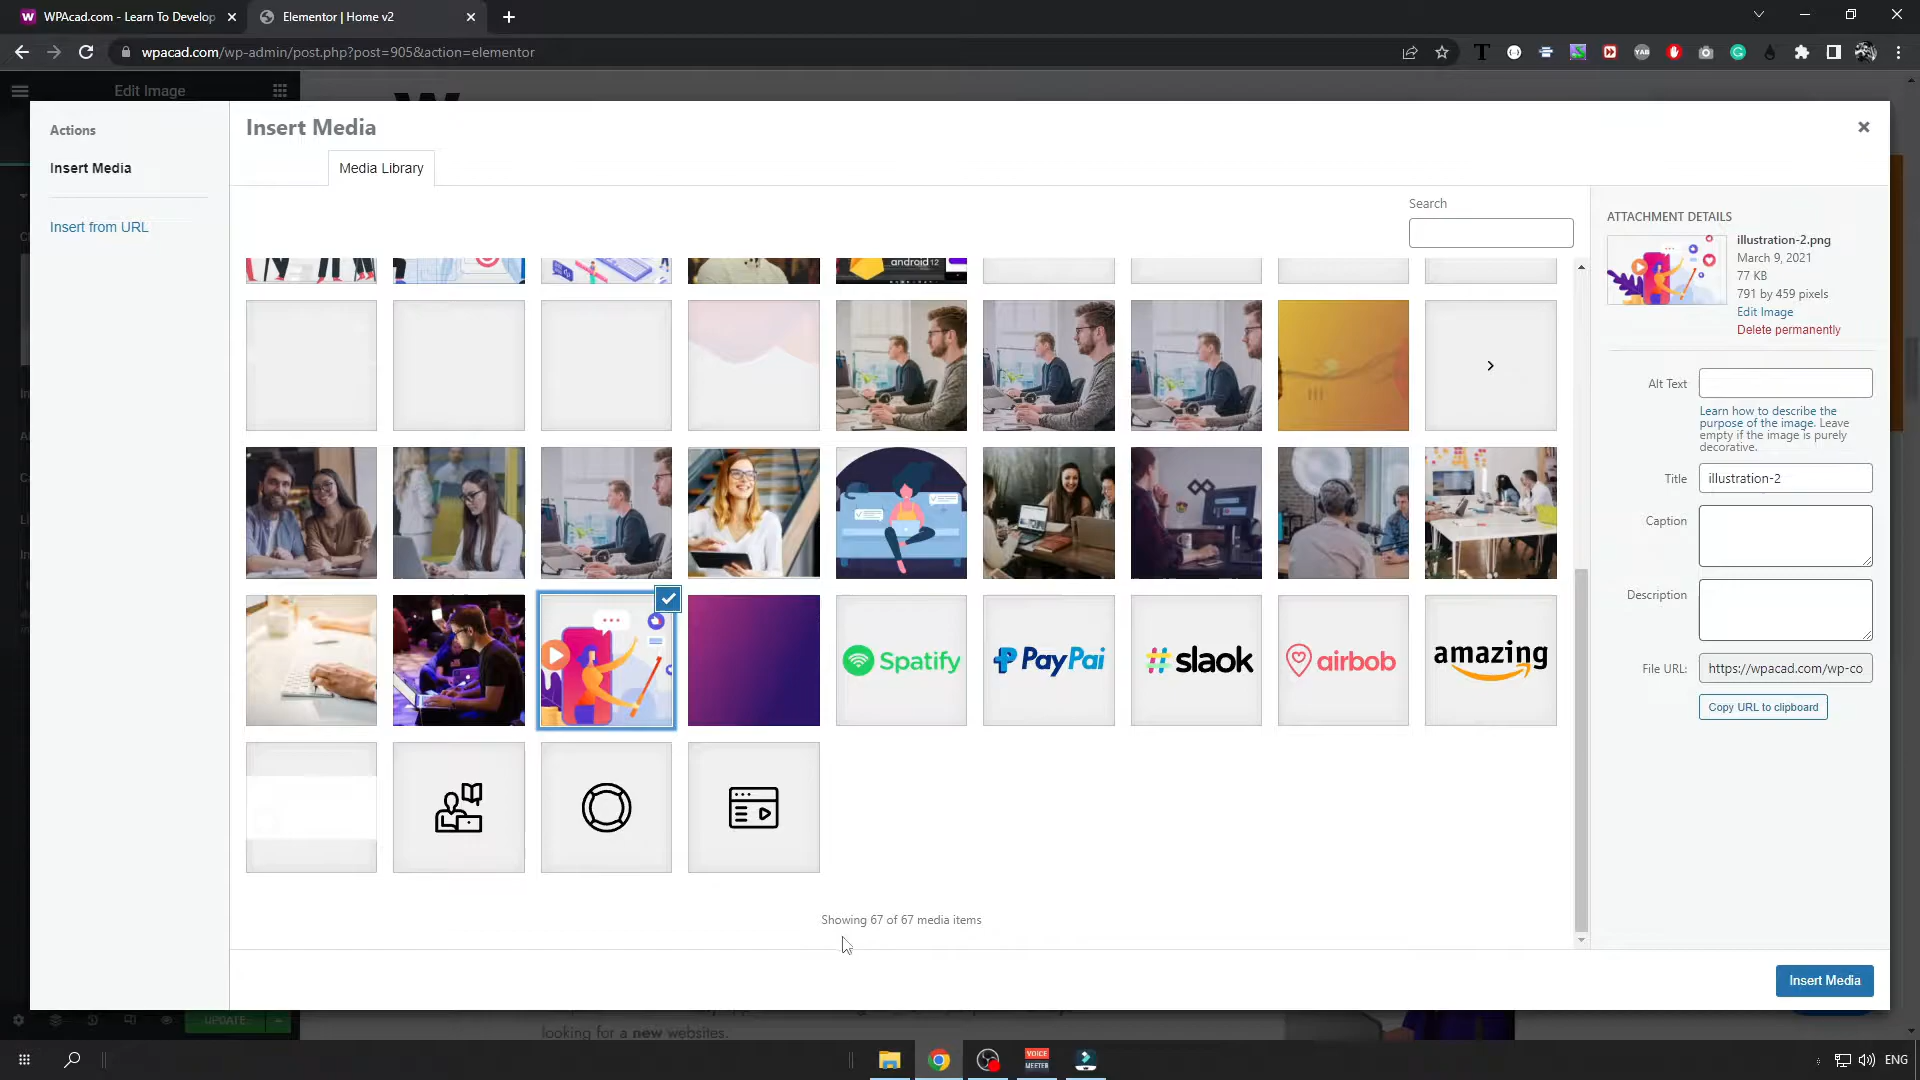 WPAcad.com - Learn To Develop
Elementor | Home v2
wpacad.com/wp-admin/post.php?post=905&action=elementor
Edit Image
Actions
Insert Media
Insert from URL
Insert Media
Media Library
Search
android 12
Spatify
PayPai
slaok
airbob
amazing
Showing 67 of 67 media items
ATTACHMENT DETAILS
illustration-2.png
March 9, 2021
77 KB
791 by 459 pixels
Edit Image
Delete permanently
Alt Text
Learn how to describe the
purpose of the image. Leave
empty if the image is purely
decorative.
Title
illustration-2
Caption
Description
File URL:
https://wpacad.com/wp-co
Copy URL to clipboard
Insert Media
UPDATE
looking for a new websites.
VOICE
MEETER
ENG